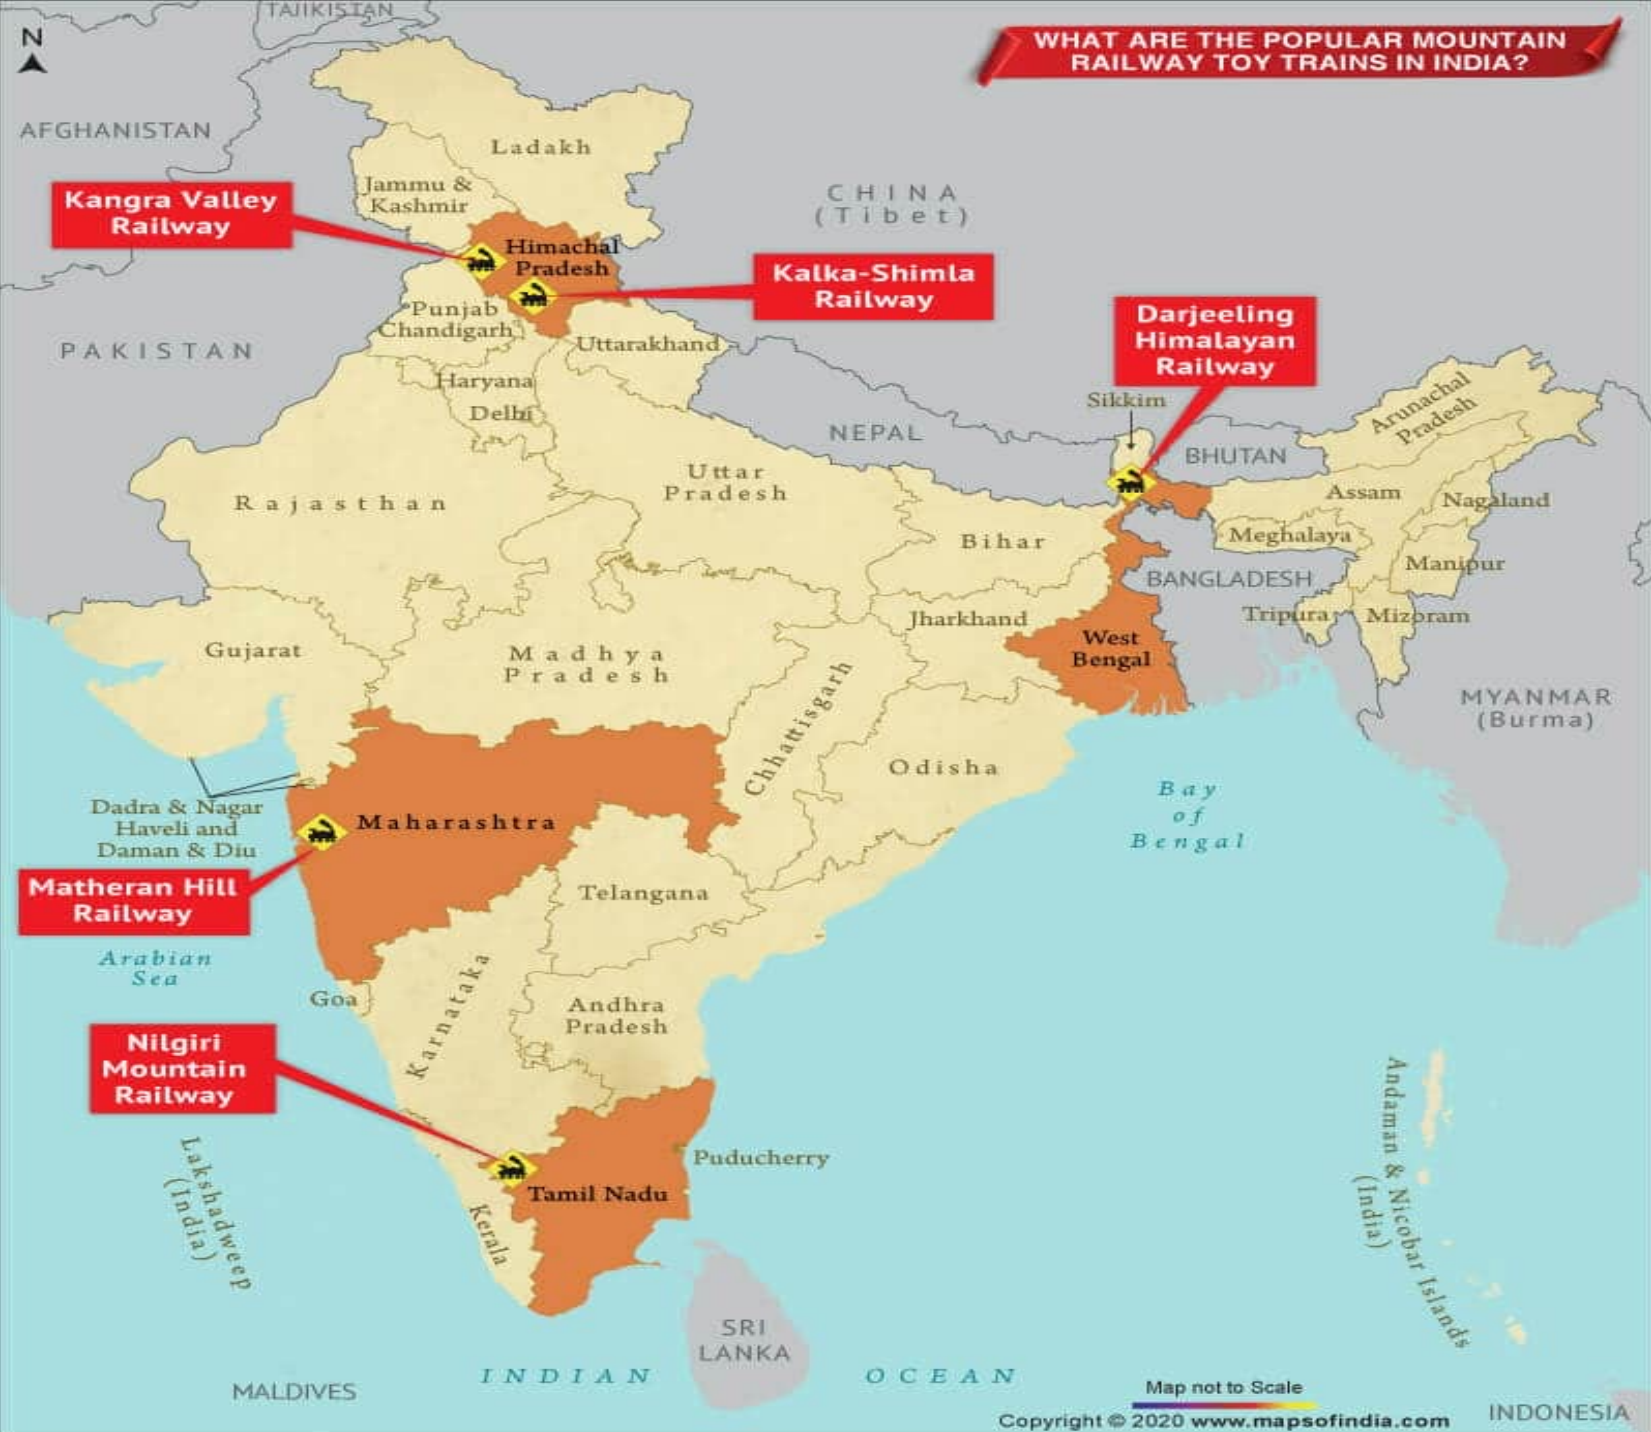 TAJIKISTAN
N
WHAT ARE THE POPULAR MOUNTAIN
RAILWAY TOY TRAINS IN INDIA?
AFGHANISTAN
Ladakh
Jammu &
Kashmir
CHINA
(Tibet)
Kangra Valley
Railway
Himachal
Pradesh
Kalka-Shimla
Railway
Punjab
Chandigarh
Uttarakhand
Darjeeling
Himalayan
Railway
PAKISTAN
Haryana
Delhi
Sikkim
Arunachal
Pradesh
NEPAL
BHUTAN
Rajasthan
Uttar
Pradesh
Assam
Nagaland
Bihar
Meghalaya
Manipur
BANGLADESH
Jharkhand
Tripura
Mizoram
Gujarat
Madhya
Pradesh
West
Bengal
Chhattisgarh
MYANMAR
(Burma)
Odisha
Dadra & Nagar
Haveli and
Daman & Diu
Maharashtra
Bay
of
Bengal
Matheran Hill
Railway
Telangana
Arabian
Sea
Goa
Karnataka
Andhra
Pradesh
Nilgiri
Mountain
Railway
Lakshadweep
(India)
Puducherry
Tamil Nadu
Kerala
Andaman & Nicobar Islands
(India)
SRI
LANKA
INDIAN OCEAN
MALDIVES
Map not to Scale
Copyright © 2020 www.mapsofindia.com
INDONESIA